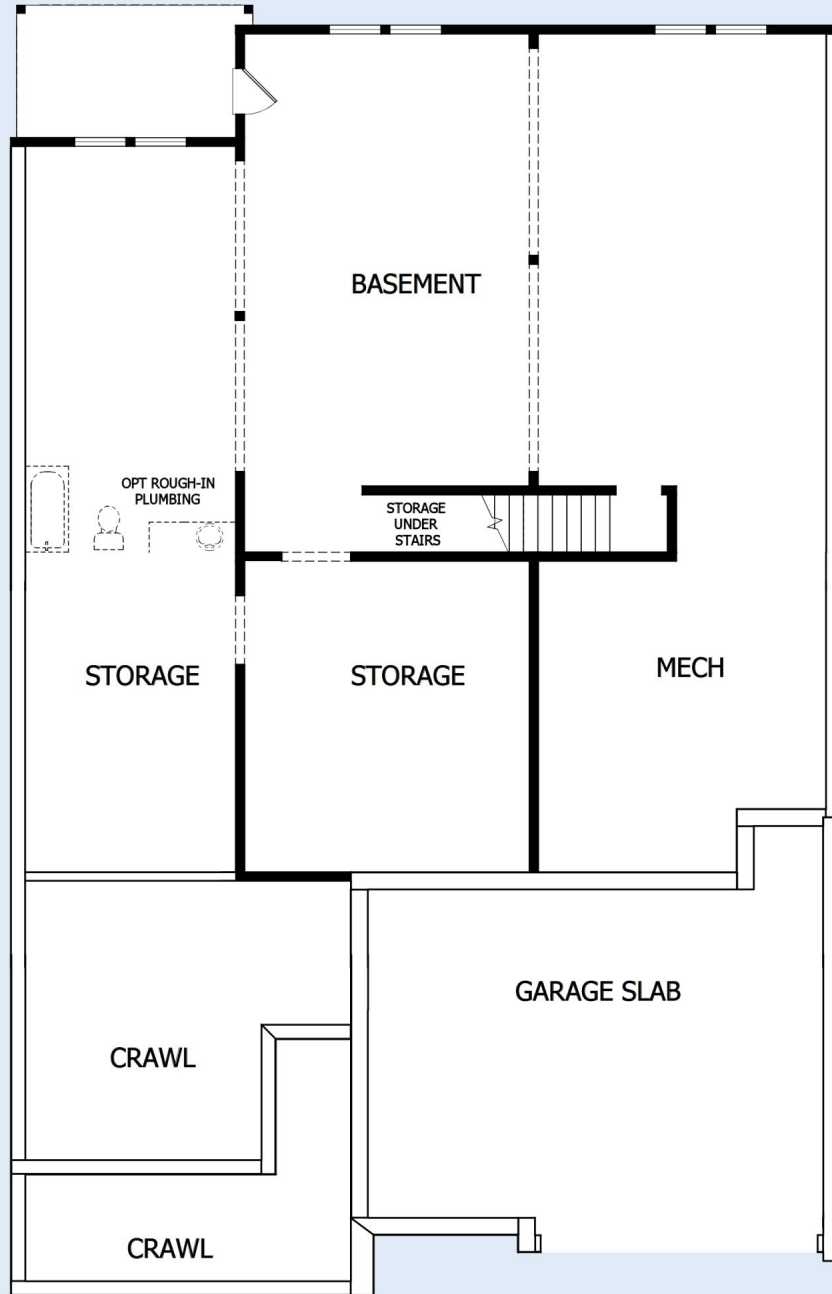 BASEMENT
OPT ROUGH-IN
PLUMBING
STORAGE
UNDER
STAIRS
STORAGE
STORAGE
MECH
GARAGE SLAB
CRAWL
CRAWL